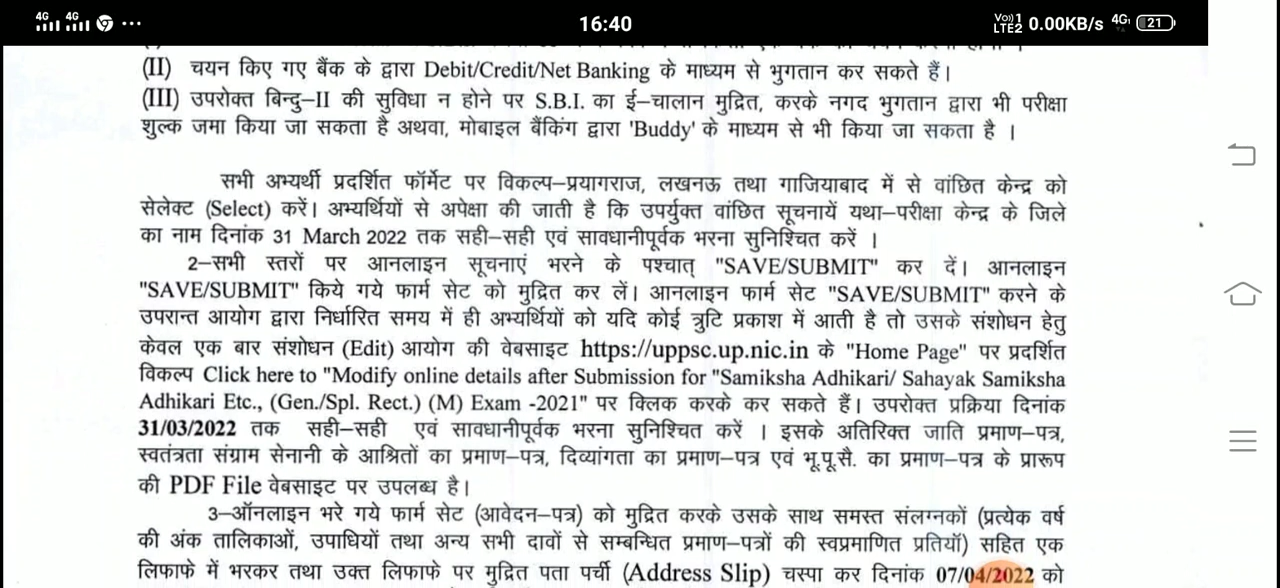 4G 4G ... 16:40 Vo)) 1 LTE2 0.00KB/s 4G 21
(II) चयन किए गए बैंक के द्वारा Debit/Credit/Net Banking के माध्यम से भुगतान कर सकते हैं।
(III) उपरोक्त बिन्दु–II की सुविधा न होने पर S.B.I. का ई–चालान मुद्रित, करके नगद भुगतान द्वारा भी परीक्षा
शुल्क जमा किया जा सकता है अथवा, मोबाइल बैंकिंग द्वारा 'Buddy' के माध्यम से भी किया जा सकता है ।
सभी अभ्यर्थी प्रदर्शित फॉर्मेट पर विकल्प–प्रयागराज, लखनऊ तथा गाजियाबाद में से वांछित केन्द्र को
सेलेक्ट (Select) करें। अभ्यर्थियों से अपेक्षा की जाती है कि उपर्युक्त वांछित सूचनायें यथा–परीक्षा केन्द्र के जिले
का नाम दिनांक 31 March 2022 तक सही–सही एवं सावधानीपूर्वक भरना सुनिश्चित करें ।
2–सभी स्तरों पर आनलाइन सूचनाएं भरने के पश्चात् "SAVE/SUBMIT" कर दें। आनलाइन
"SAVE/SUBMIT" किये गये फार्म सेट को मुद्रित कर लें। आनलाइन फार्म सेट "SAVE/SUBMIT" करने के
उपरान्त आयोग द्वारा निर्धारित समय में ही अभ्यर्थियों को यदि कोई त्रुटि प्रकाश में आती है तो उसके संशोधन हेतु
केवल एक बार संशोधन (Edit) आयोग की वेबसाइट https://uppsc.up.nic.in के "Home Page" पर प्रदर्शित
विकल्प Click here to "Modify online details after Submission for "Samiksha Adhikari/ Sahayak Samiksha
Adhikari Etc., (Gen./Spl. Rect.) (M) Exam -2021" पर क्लिक करके कर सकते हैं। उपरोक्त प्रक्रिया दिनांक
31/03/2022 तक सही–सही एवं सावधानीपूर्वक भरना सुनिश्चित करें । इसके अतिरिक्त जाति प्रमाण–पत्र,
स्वतंत्रता संग्राम सेनानी के आश्रितों का प्रमाण–पत्र, दिव्यांगता का प्रमाण–पत्र एवं भू.पू.सै. का प्रमाण–पत्र के प्रारूप
की PDF File वेबसाइट पर उपलब्ध है।
3–ऑनलाइन भरे गये फार्म सेट (आवेदन–पत्र) को मुद्रित करके उसके साथ समस्त संलग्नकों (प्रत्येक वर्ष
की अंक तालिकाओं, उपाधियों तथा अन्य सभी दावों से सम्बन्धित प्रमाण–पत्रों की स्वप्रमाणित प्रतियॉ) सहित एक
लिफाफे में भरकर तथा उक्त लिफाफे पर मुद्रित पता पर्ची (Address Slip) चस्पा कर दिनांक 07/04/2022 को